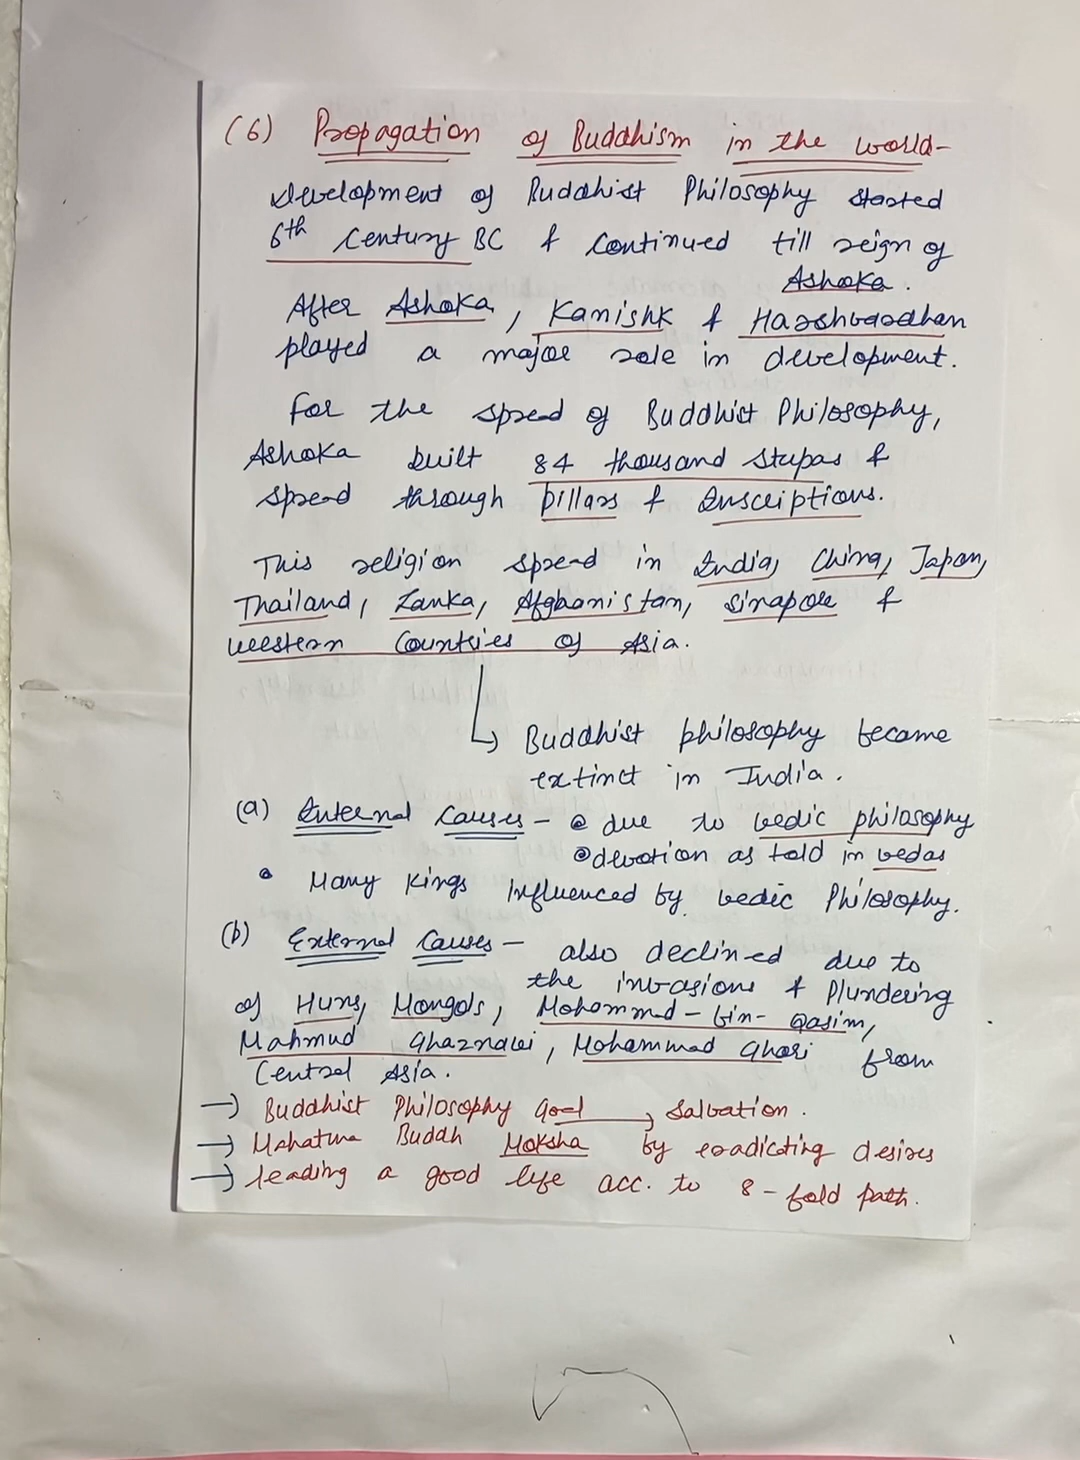 (6) Propagation of Buddhism in the world-
development of Buddhist Philosophy started
6th Century BC & continued till reign of
Ashoka.
After Ashoka, Kanishk & Harshvardhan
played a major role in development.
For the spread of Buddhist Philosophy,
Ashoka built 84 thousand stupas &
spread through pillars & Inscriptions.
This religion spread in India, China, Japan,
Thailand, Lanka, Afghanistan, Sinapore &
western Countries of Asia.
↳ Buddhist philosophy became
extinct in India.
(a) Internal Causes - due to vedic philosophy
devotion as told in vedas
• Many Kings Influenced by vedic Philosophy.
(b) External Causes - also declined due to
the invasions & Plundering
of Huns, Mongols, Mohammad-bin-Qasim,
Mahmud Ghaznavi, Mohammad Ghori from
Central Asia.
→ Buddhist Philosophy Goal → Salvation.
→ Mahatma Buddh Moksha by eradicating desires
→ leading a good life acc. to 8-fold path.